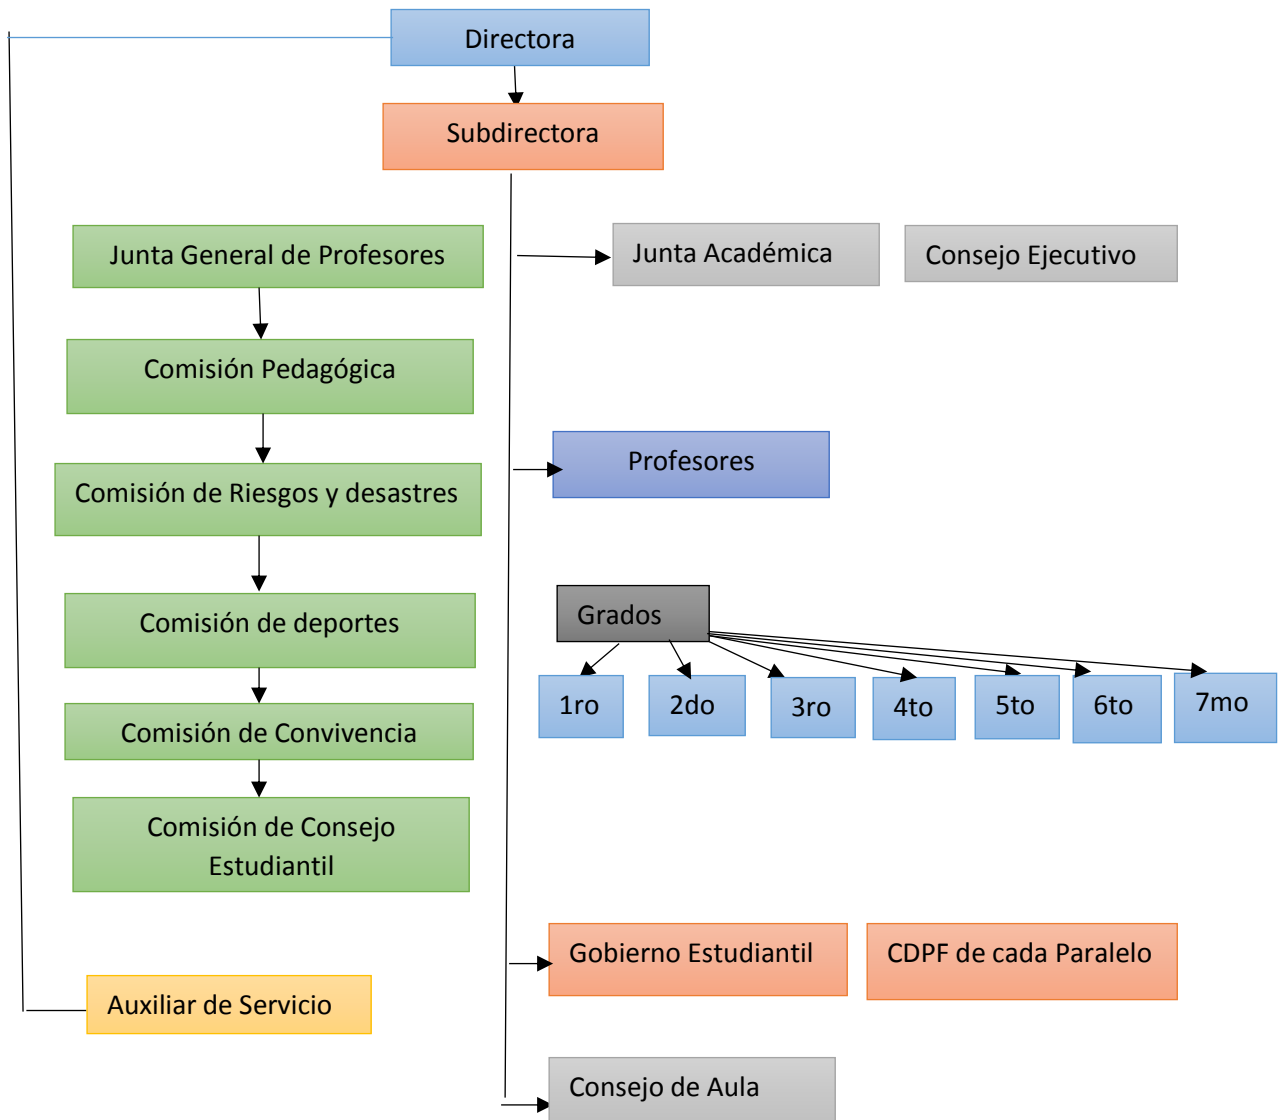 Directora
Subdirectora
Junta General de Profesores
Junta Académica
Consejo Ejecutivo
Comisión Pedagógica
Profesores
Comisión de Riesgos y desastres
Grados
Comisión de deportes
1ro
2do
3ro
4to
5to
6to
7mo
Comisión de Convivencia
Comisión de Consejo
Estudiantil
Gobierno Estudiantil
CDPF de cada Paralelo
Auxiliar de Servicio
Consejo de Aula